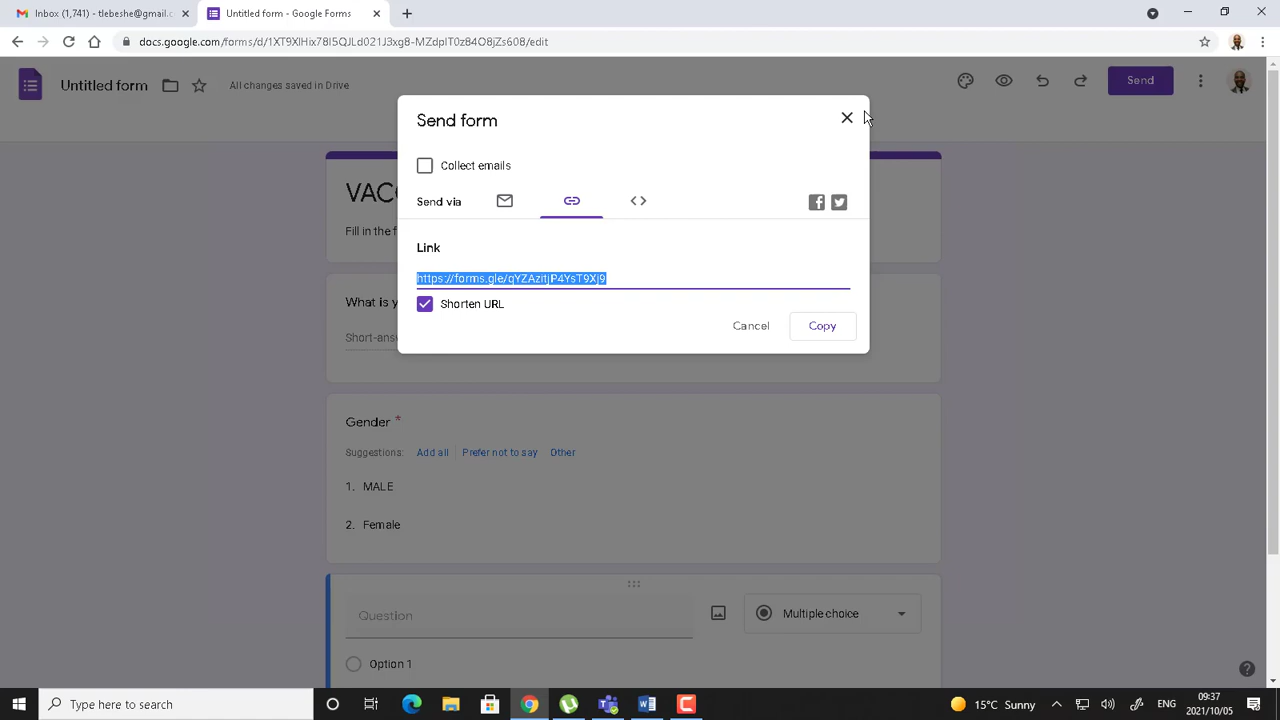 Inbox (1,741) - tlebeshe@gmail.c
Untitled form - Google Forms
docs.google.com/forms/d/1XT9XlHix78I5QJLd021J3xg8-MZdpIT0z84O8jZs608/edit
Untitled form
All changes saved in Drive
Send
Send form
Collect emails
Send via
VACC
Fill in the f
Link
https://forms.gle/qYZAzitjP4YsT9Xj9
What is y
Shorten URL
Cancel
Copy
Short-answ
Gender *
Suggestions: Add all Prefer not to say Other
1. MALE
2. Female
Question
Multiple choice
Option 1
Type here to search
15°C Sunny
ENG
09:37
2021/10/05